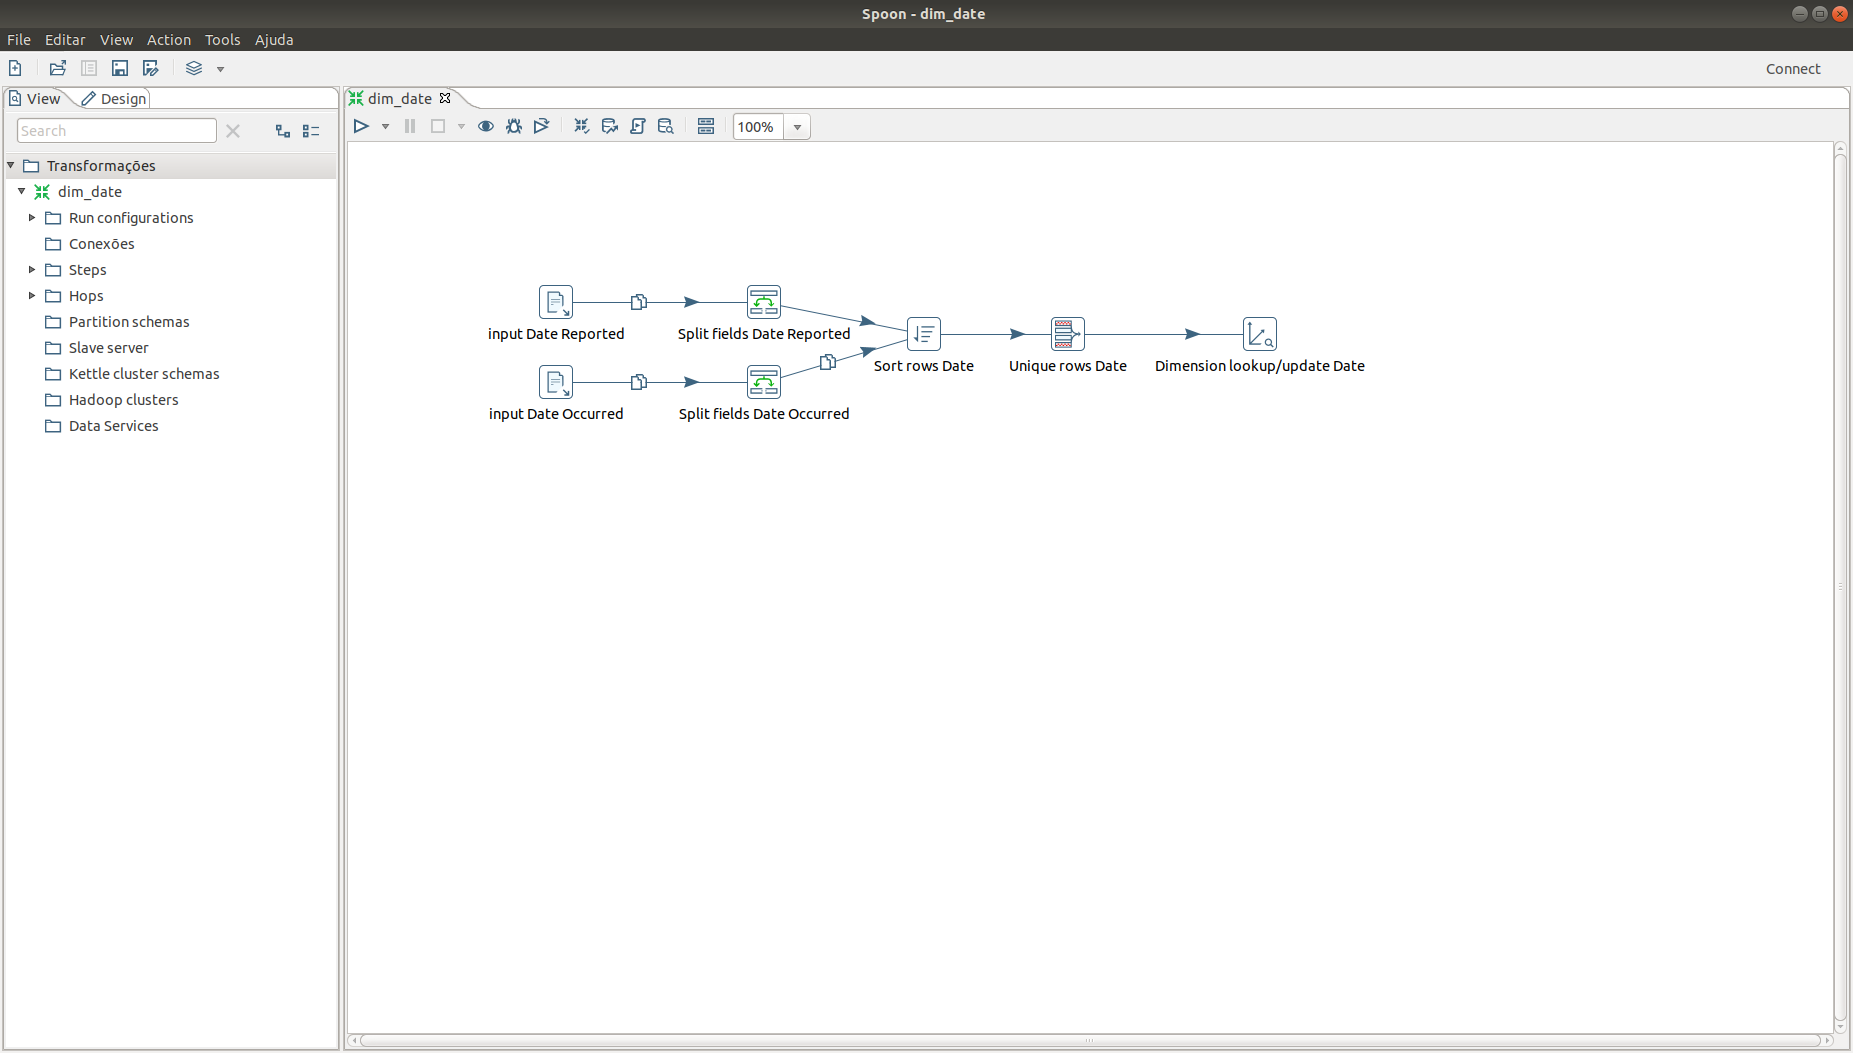 Spoon - dim_date
File Editar View Action Tools Ajuda
Connect
View Design
Search
Transformações
dim_date
Run configurations
Conexões
Steps
Hops
Partition schemas
Slave server
Kettle cluster schemas
Hadoop clusters
Data Services
dim_date
100%
input Date Reported
Split fields Date Reported
Sort rows Date
Unique rows Date
Dimension lookup/update Date
input Date Occurred
Split fields Date Occurred